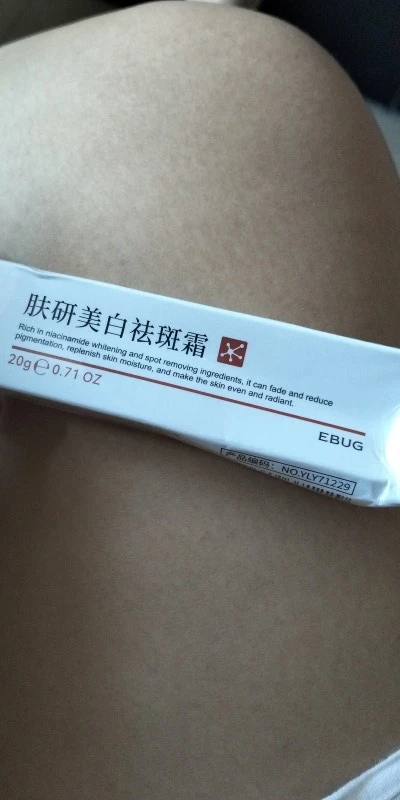 肤研美白祛斑霜
Rich in niacinamide whitening and spot removing ingredients, it can fade and reduce
pigmentation, replenish skin moisture, and make the skin even and radiant.
20g℮0.71 OZ
EBUG
产品编码: NO.YLY71229